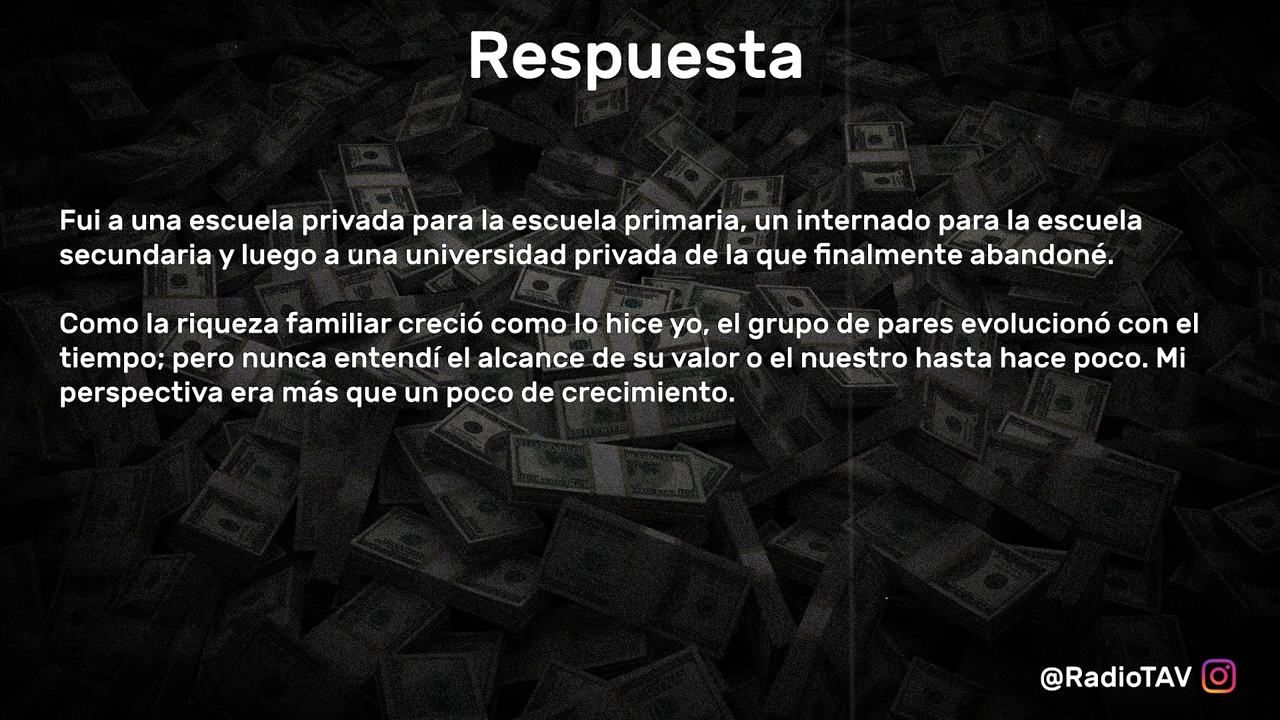 Respuesta
Fui a una escuela privada para la escuela primaria, un internado para la escuela
secundaria y luego a una universidad privada de la que finalmente abandoné.
Como la riqueza familiar creció como lo hice yo, el grupo de pares evolucionó con el
tiempo; pero nunca entendí el alcance de su valor o el nuestro hasta hace poco. Mi
perspectiva era más que un poco de crecimiento.
@RadioTAV